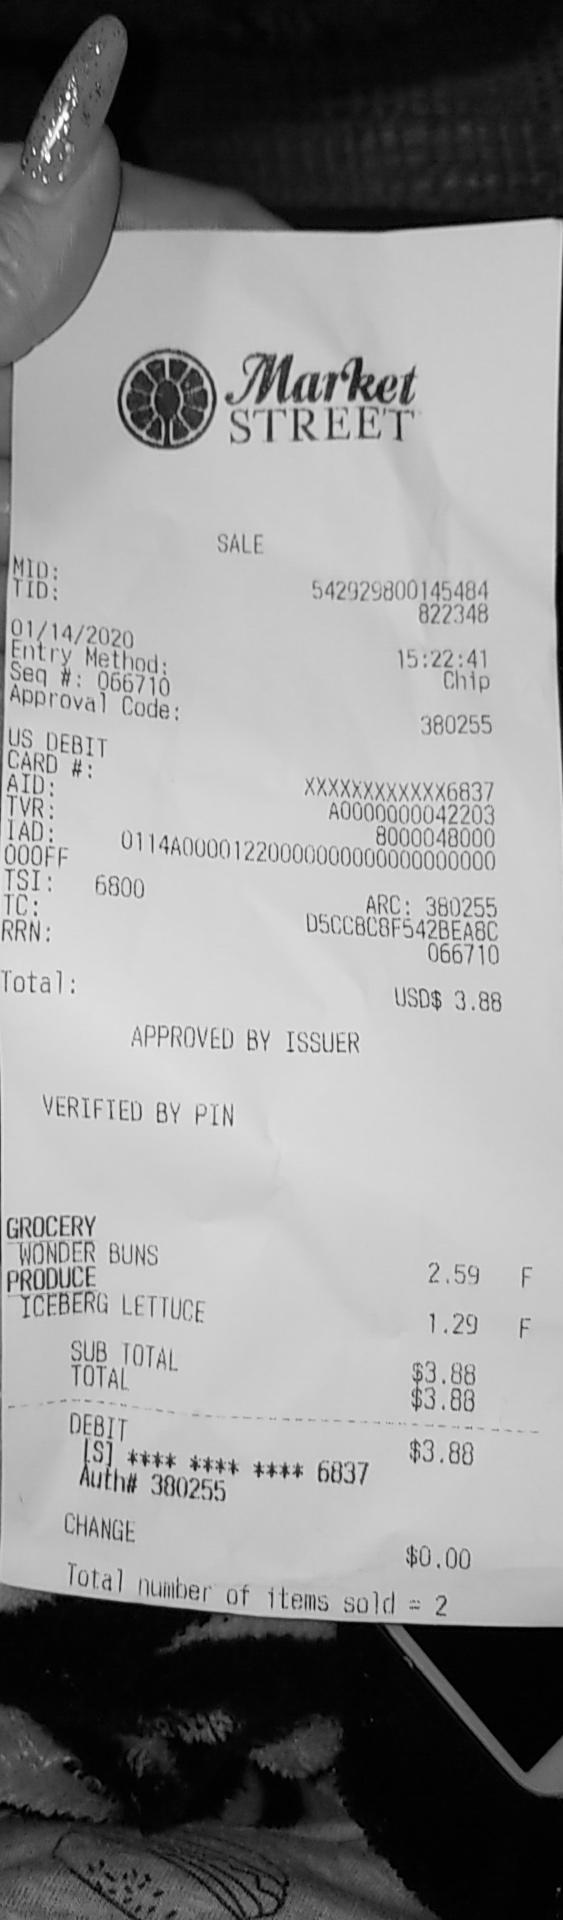 Market
STREET
SALE
MID: 542929800145484
TID: 822348
01/14/2020 15:22:41
Entry Method: Chip
Seq #: 066710
Approval Code: 380255
US DEBIT
CARD #: XXXXXXXXXXXX6837
AID: A0000000042203
TVR: 8000048000
IAD: 0114A00001220000000000000000000
000FF
TSI: 6800 ARC: 380255
TC: D5CC8C8F542BEA8C
RRN: 066710
Total: USD$ 3.88
APPROVED BY ISSUER
VERIFIED BY PIN
GROCERY
WONDER BUNS 2.59 F
PRODUCE
ICEBERG LETTUCE 1.29 F
SUB TOTAL $3.88
TOTAL $3.88
DEBIT $3.88
[S] **** **** **** 6837
Auth# 380255
CHANGE $0.00
Total number of items sold = 2